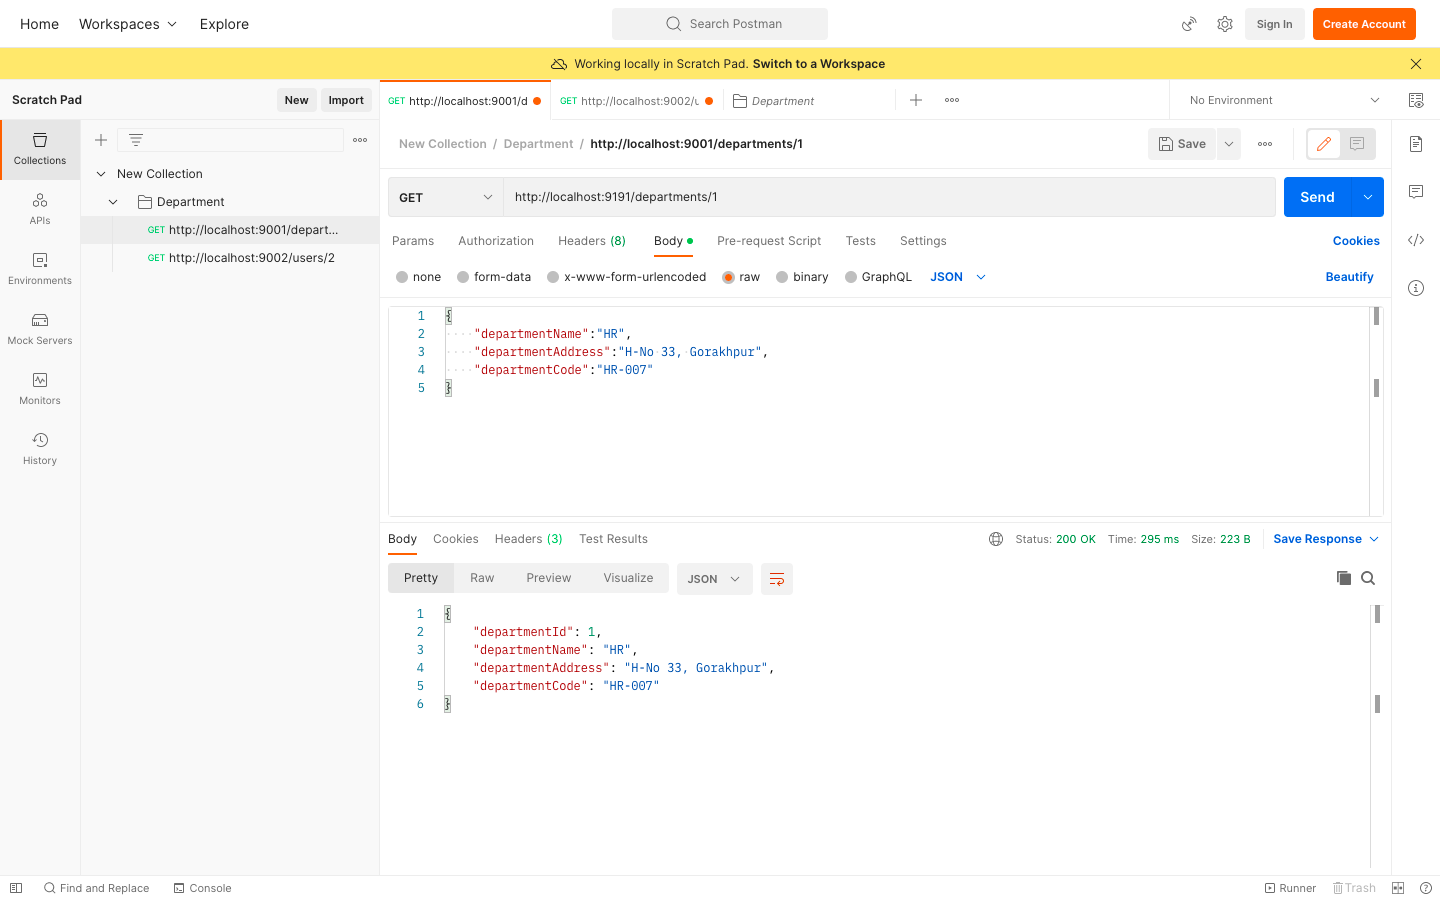 Home Workspaces Explore Search Postman Sign In Create Account
Working locally in Scratch Pad. Switch to a Workspace
Scratch Pad New Import
GET http://localhost:9001/d GET http://localhost:9002/u Department No Environment
Collections
APIs
Environments
Mock Servers
Monitors
History
New Collection
Department
GET http://localhost:9001/depart...
GET http://localhost:9002/users/2
New Collection / Department / http://localhost:9001/departments/1 Save
GET http://localhost:9191/departments/1 Send
Params Authorization Headers (8) Body Pre-request Script Tests Settings Cookies
none form-data x-www-form-urlencoded raw binary GraphQL JSON Beautify
1 {
2 "departmentName":"HR",
3 "departmentAddress":"H-No 33, Gorakhpur",
4 "departmentCode":"HR-007"
5 }
Body Cookies Headers (3) Test Results Status: 200 OK Time: 295 ms Size: 223 B Save Response
Pretty Raw Preview Visualize JSON
1 {
2 "departmentId": 1,
3 "departmentName": "HR",
4 "departmentAddress": "H-No 33, Gorakhpur",
5 "departmentCode": "HR-007"
6 }
Find and Replace Console Runner Trash